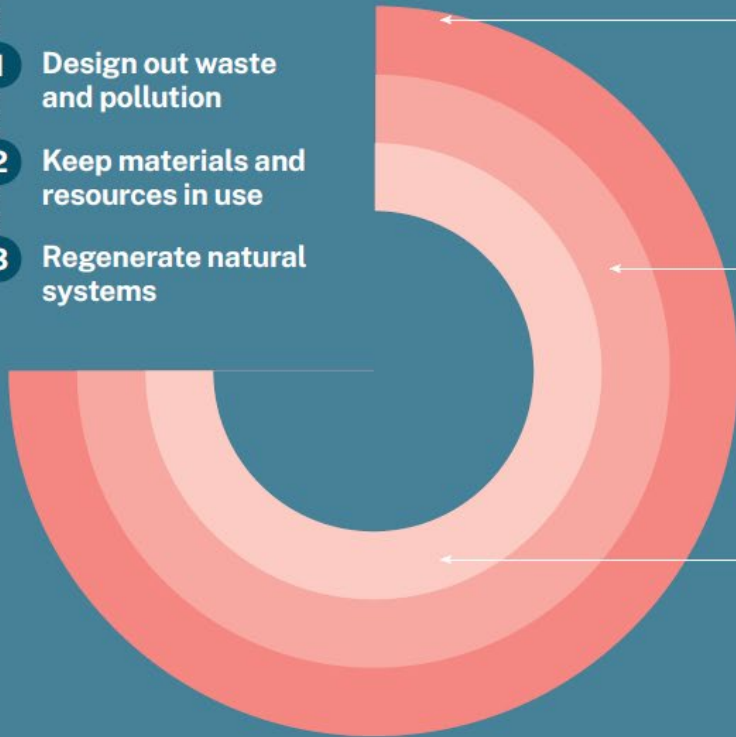 1 Design out waste
and pollution
2 Keep materials and
resources in use
3 Regenerate natural
systems